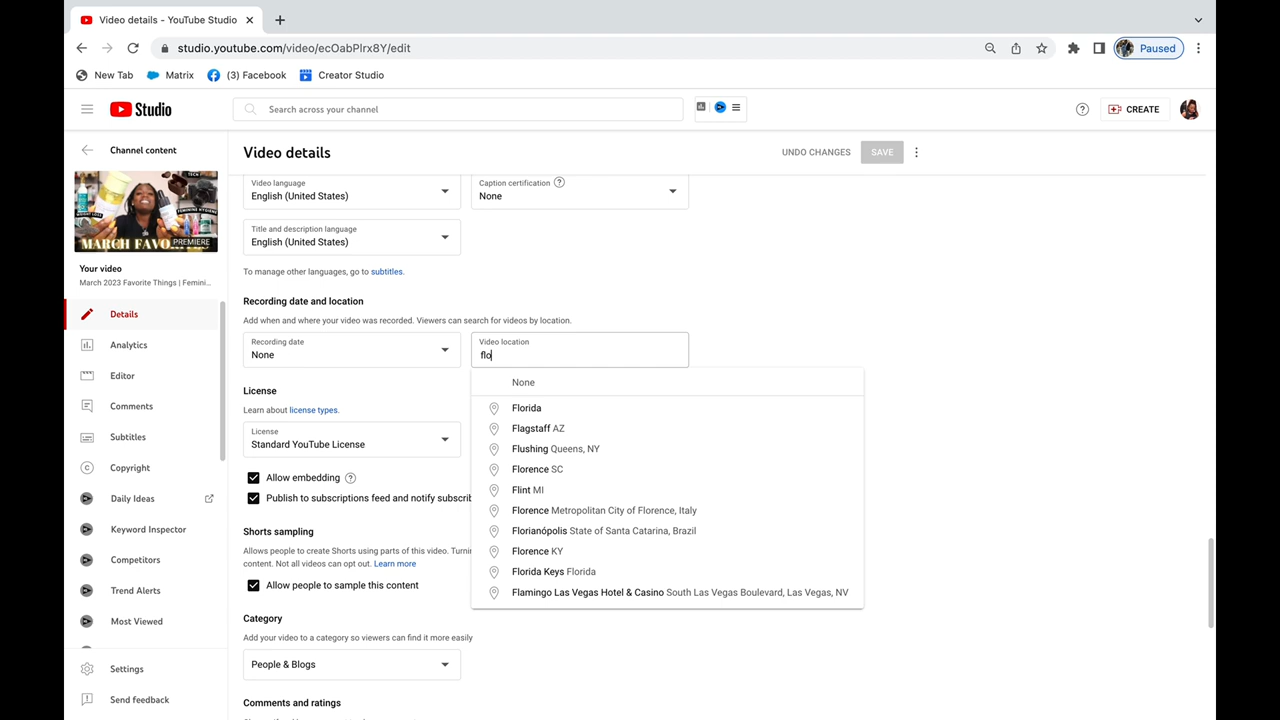 Video details - YouTube Studio
studio.youtube.com/video/ecOabPlrx8Y/edit
Paused
New Tab
Matrix
(3) Facebook
Creator Studio
Studio
Search across your channel
CREATE
Channel content
Video details
UNDO CHANGES
SAVE
TECH
WEIGHT LOSS
FEMININE HYGIENE
MARCH FAVORITES
PREMIERE
Your video
March 2023 Favorite Things | Femini...
Details
Analytics
Editor
Comments
Subtitles
Copyright
Daily Ideas
Keyword Inspector
Competitors
Trend Alerts
Most Viewed
Settings
Send feedback
Video language
English (United States)
Caption certification
None
Title and description language
English (United States)
To manage other languages, go to subtitles.
Recording date and location
Add when and where your video was recorded. Viewers can search for videos by location.
Recording date
None
Video location
flo
None
Florida
Flagstaff AZ
Flushing Queens, NY
Florence SC
Flint MI
Florence Metropolitan City of Florence, Italy
Florianópolis State of Santa Catarina, Brazil
Florence KY
Florida Keys Florida
Flamingo Las Vegas Hotel & Casino South Las Vegas Boulevard, Las Vegas, NV
License
Learn about license types.
License
Standard YouTube License
Allow embedding
Publish to subscriptions feed and notify subscrib
Shorts sampling
Allows people to create Shorts using parts of this video. Turnin
content. Not all videos can opt out. Learn more
Allow people to sample this content
Category
Add your video to a category so viewers can find it more easily
People & Blogs
Comments and ratings